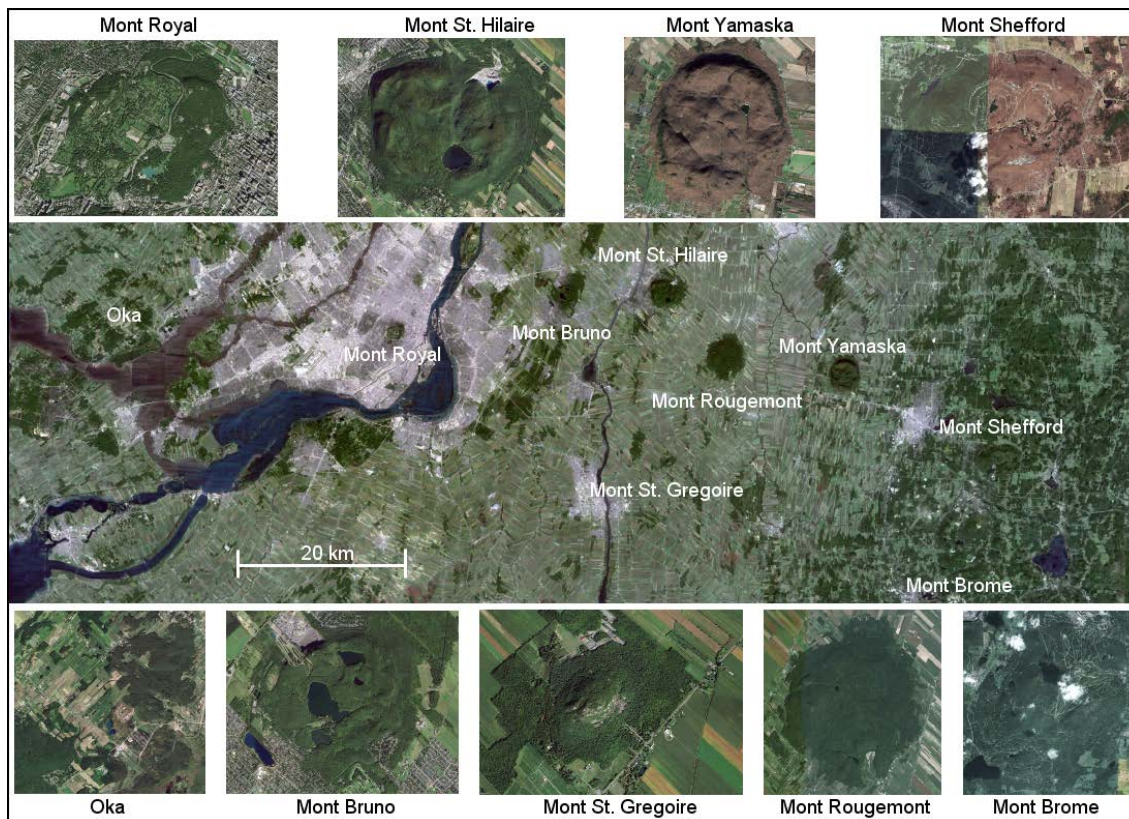 Mont Royal
Mont St. Hilaire
Mont Yamaska
Mont Shefford
Mont St. Hilaire
Oka
Mont Bruno
Mont Royal
Mont Yamaska
Mont Rougemont
Mont Shefford
Mont St. Gregoire
20 km
Mont Brome
Oka
Mont Bruno
Mont St. Gregoire
Mont Rougemont
Mont Brome